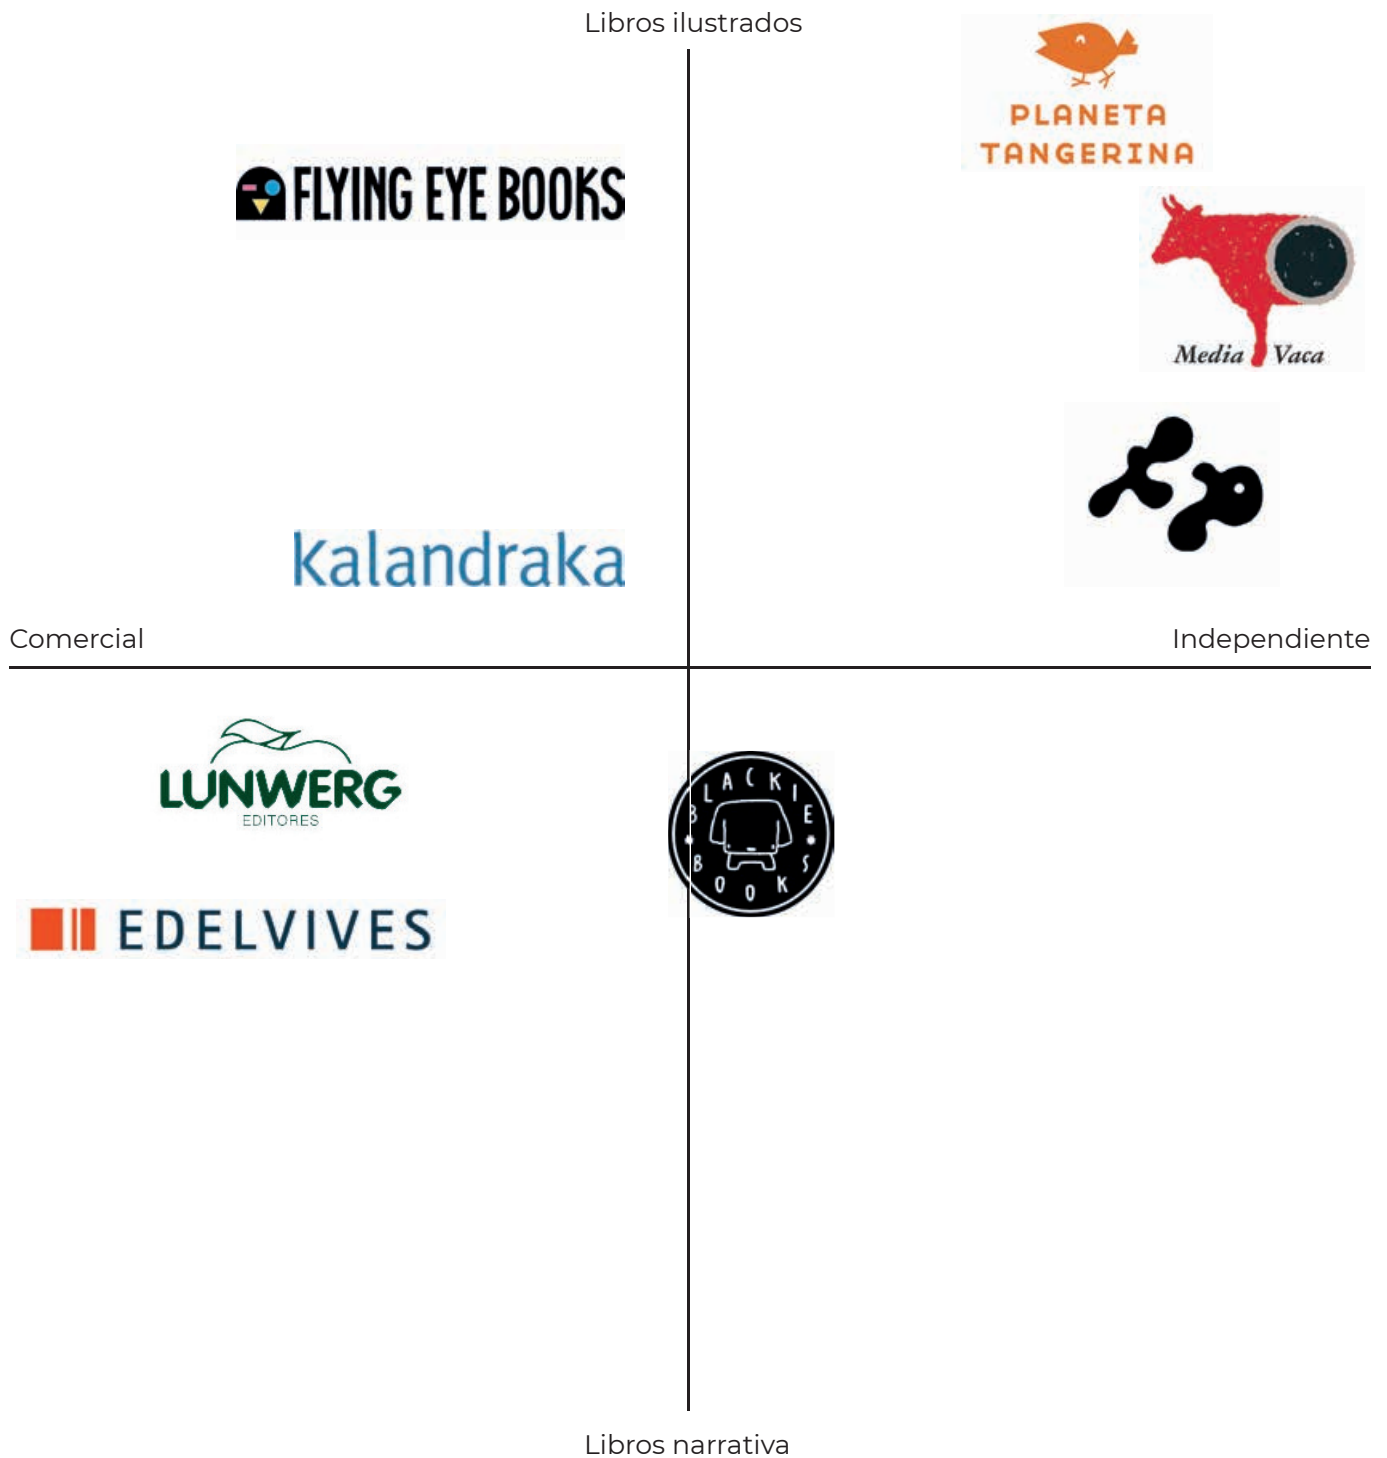 Libros ilustrados
PLANETA
TANGERINA
FLYING EYE BOOKS
Media Vaca
kalandraka
Comercial
Independiente
LUNWERG
EDITORES
BLACKIE
BOOKS
EDELVIVES
Libros narrativa